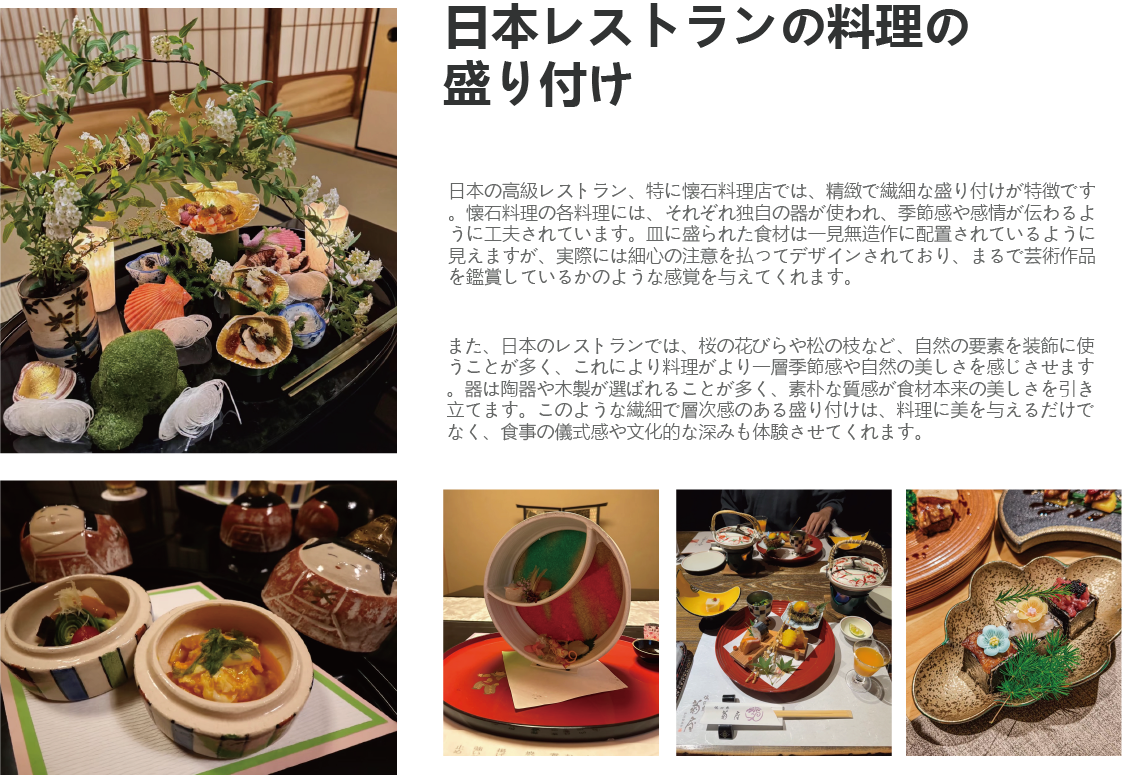 日本レストランの料理の
盛り付け
日本の高級レストラン、特に懐石料理店では、精緻で繊細な盛り付けが特徴です
。懐石料理の各料理には、それぞれ独自の器が使われ、季節感や感情が伝わるよ
うに工夫されています。皿に盛られた食材は一見無造作に配置されているように
見えますが、実際には細心の注意を払ってデザインされており、まるで芸術作品
を鑑賞しているかのような感覚を与えてくれます。
また、日本のレストランでは、桜の花びらや松の枝など、自然の要素を装飾に使
うことが多く、これにより料理がより一層季節感や自然の美しさを感じさせます
。器は陶器や木製が選ばれることが多く、素朴な質感が食材本来の美しさを引き
立てます。このような繊細で層次感のある盛り付けは、料理に美を与えるだけで
なく、食事の儀式感や文化的な深みも体験させてくれます。